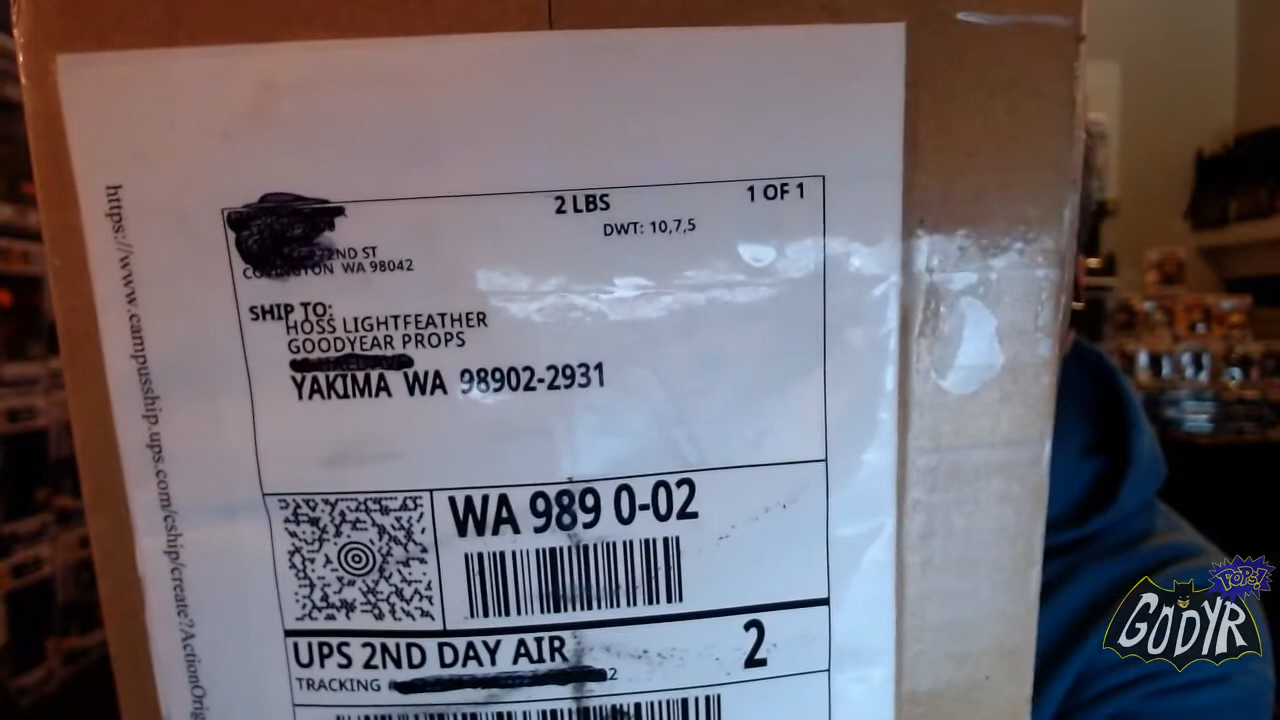 2 LBS
1 OF 1
DWT: 10,7,5
72ND ST
COVINGTON WA 98042
SHIP TO:
HOSS LIGHTFEATHER
GOODYEAR PROPS
YAKIMA WA 98902-2931
WA 989 0-02
UPS 2ND DAY AIR
2
TRACKING
2
https://www.campusship.ups.com/cship/create?ActionOrig
POPS!
GODYR